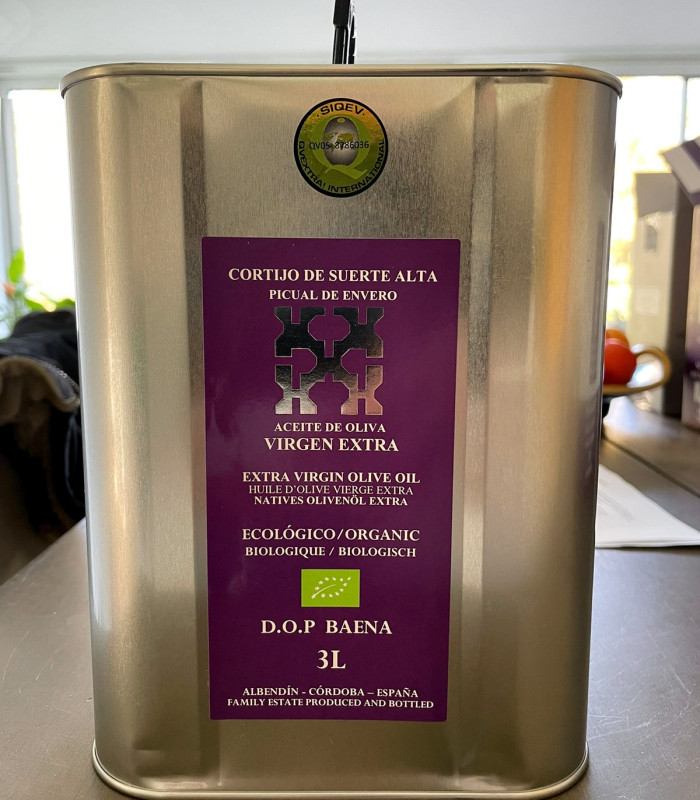 SIQEV
QV05 8786036
QVEXTRA! INTERNATIONAL
CORTIJO DE SUERTE ALTA
PICUAL DE ENVERO
ACEITE DE OLIVA
VIRGEN EXTRA
EXTRA VIRGIN OLIVE OIL
HUILE D'OLIVE VIERGE EXTRA
NATIVES OLIVENÖL EXTRA
ECOLÓGICO/ORGANIC
BIOLOGIQUE / BIOLOGISCH
D.O.P BAENA
3L
ALBENDÍN - CÓRDOBA – ESPAÑA
FAMILY ESTATE PRODUCED AND BOTTLED